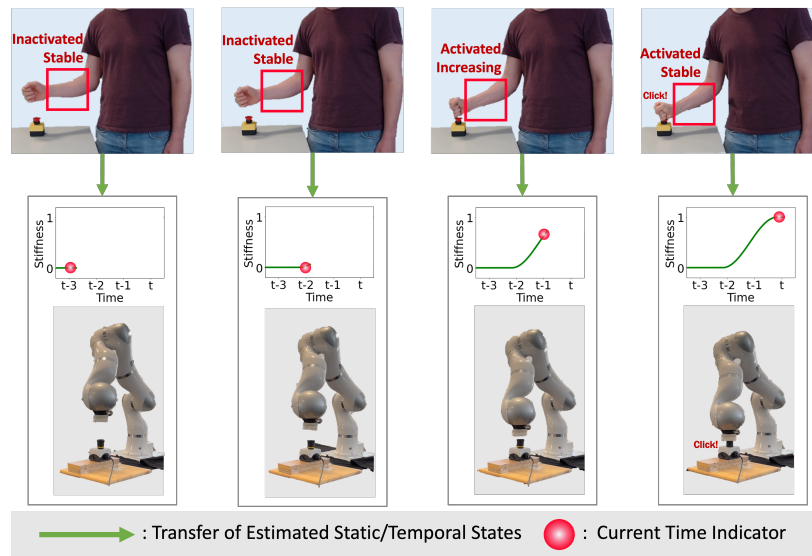 Inactivated
Stable
Inactivated
Stable
Activated
Increasing
Activated
Stable
Click!
Stiffness
1
0
t-3 t-2 t-1 t
Time
Stiffness
1
0
t-3 t-2 t-1 t
Time
Stiffness
1
0
t-3 t-2 t-1 t
Time
Stiffness
1
0
t-3 t-2 t-1 t
Time
Click!
: Transfer of Estimated Static/Temporal States
: Current Time Indicator